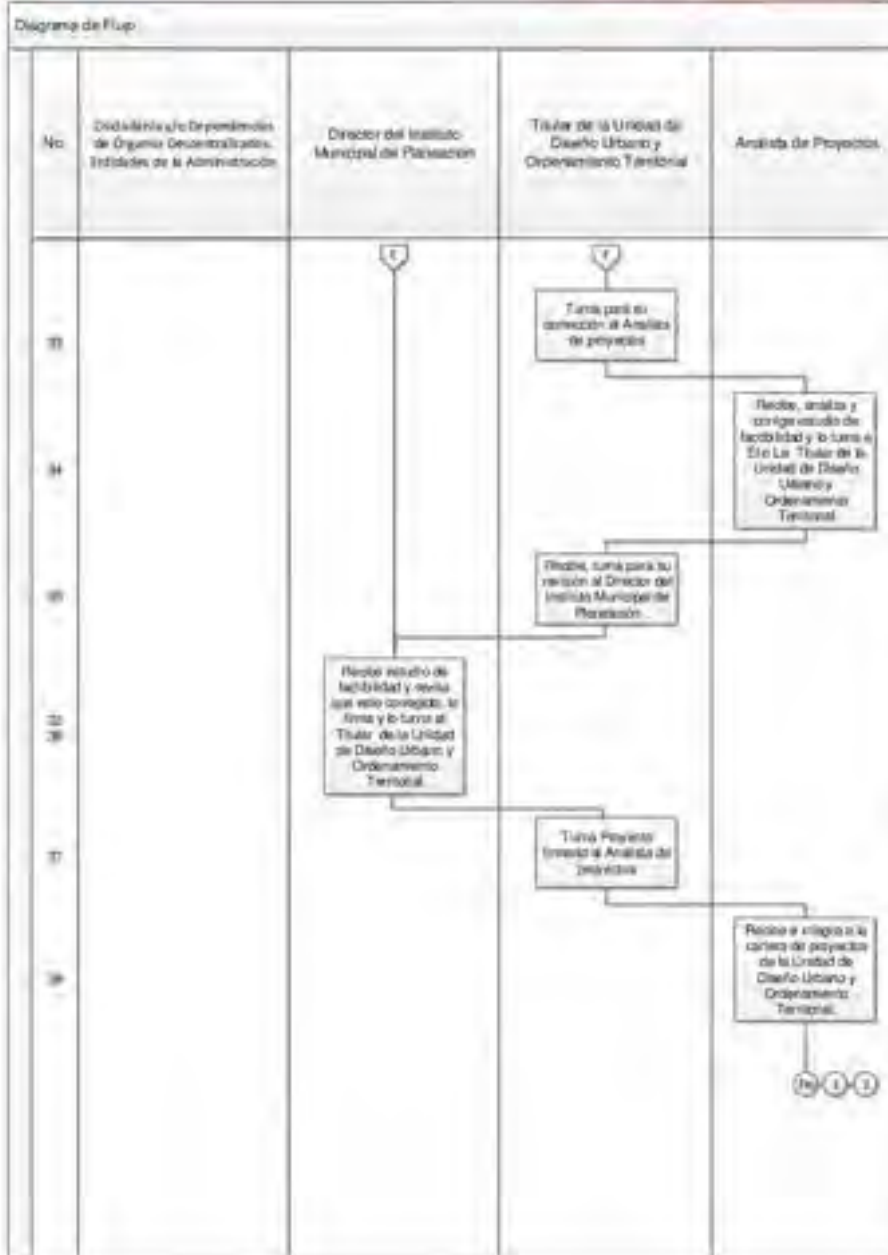 Diagrama de Flujo
No.
Ciudadanía y/o Dependencias
de Órganos Descentralizados,
Entidades de la Administración
Director del Instituto
Municipal de Planeación
Titular de la Unidad de
Diseño Urbano y
Ordenamiento Territorial
Analista de Proyectos
Turna para su
corrección al Analista
de proyectos
Recibe, analiza y
corrige estudio de
factibilidad y lo turna a
El o La Titular de la
Unidad de Diseño
Urbano y
Ordenamiento
Territorial
Recibe, turna para su
revisión al Director del
Instituto Municipal de
Planeación
Recibe estudio de
factibilidad y revisa
que este corregido, lo
firma y lo turna al
Titular de la Unidad
de Diseño Urbano y
Ordenamiento
Territorial
37
Turna Proyecto
firmado al Analista de
proyectos
Recibe e integra a la
cartera de proyectos
de la Unidad de
Diseño Urbano y
Ordenamiento
Territorial.